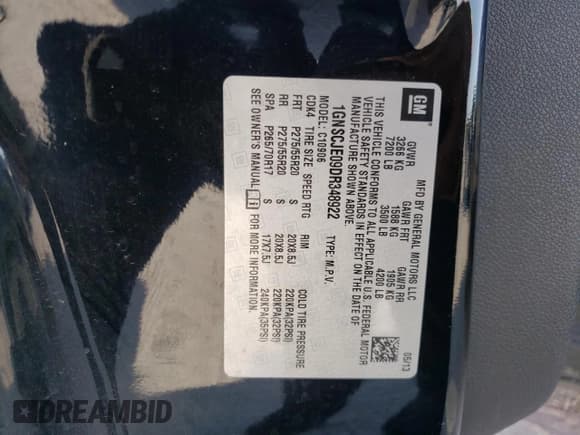 GM
MFD BY GENERAL MOTORS LLC
05/13
GVWR GAWR FRT GAWR RR
3266 KG 1588 KG 1905 KG
7200 LB 3500 LB 4200 LB
THIS VEHICLE CONFORMS TO ALL APPLICABLE U.S. FEDERAL MOTOR
VEHICLE SAFETY STANDARDS IN EFFECT ON THE DATE OF
MANUFACTURE SHOWN ABOVE.
1GNSCJE09DR348922 TYPE: M.P.V.
MODEL: C10906
CDK4 TIRE SIZE SPEED RTG RIM COLD TIRE PRESSURE
FRT P275/55R20 S 20X8.5J 220KPA(32PSI)
RR P275/55R20 S 20X8.5J 220KPA(32PSI)
SPA P265/70R17 S 17X7.5J 240KPA(35PSI)
SEE OWNER'S MANUAL FOR MORE INFORMATION.
DREAMBID